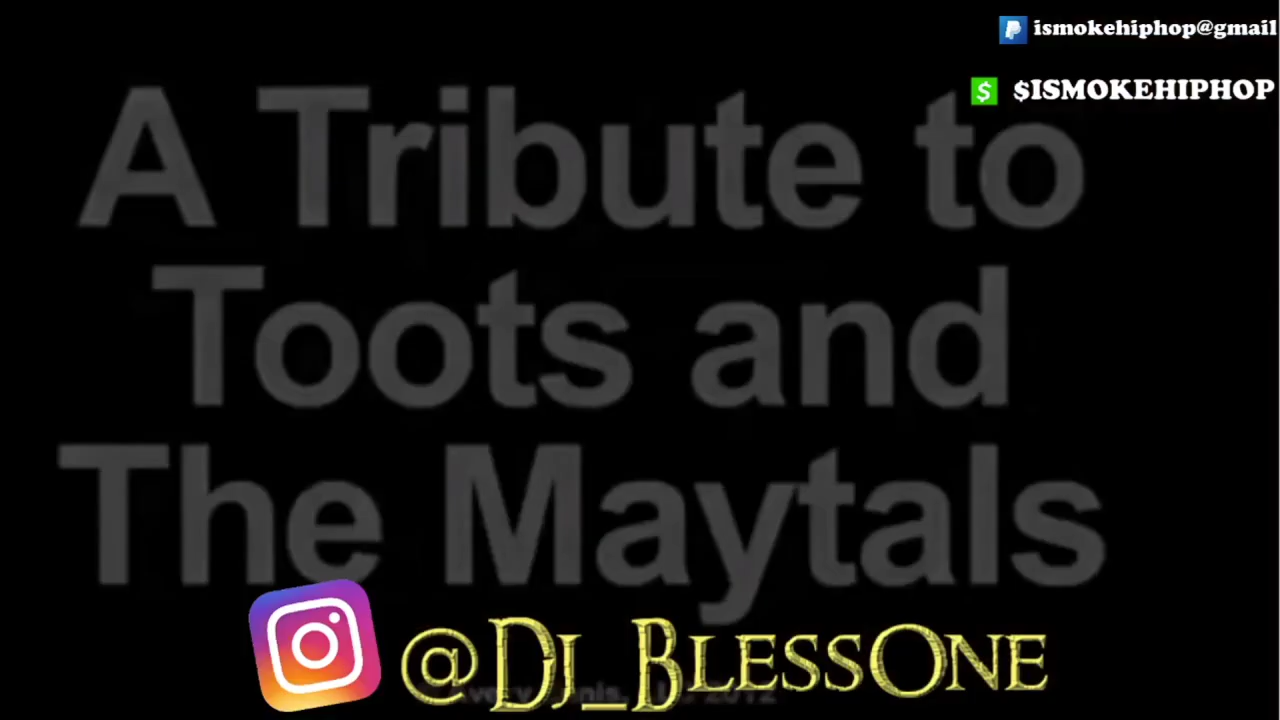 ismokehiphop@gmail
$ISMOKEHIPHOP
A Tribute to
Toots and
The Maytals
@DJ_BLESSONE